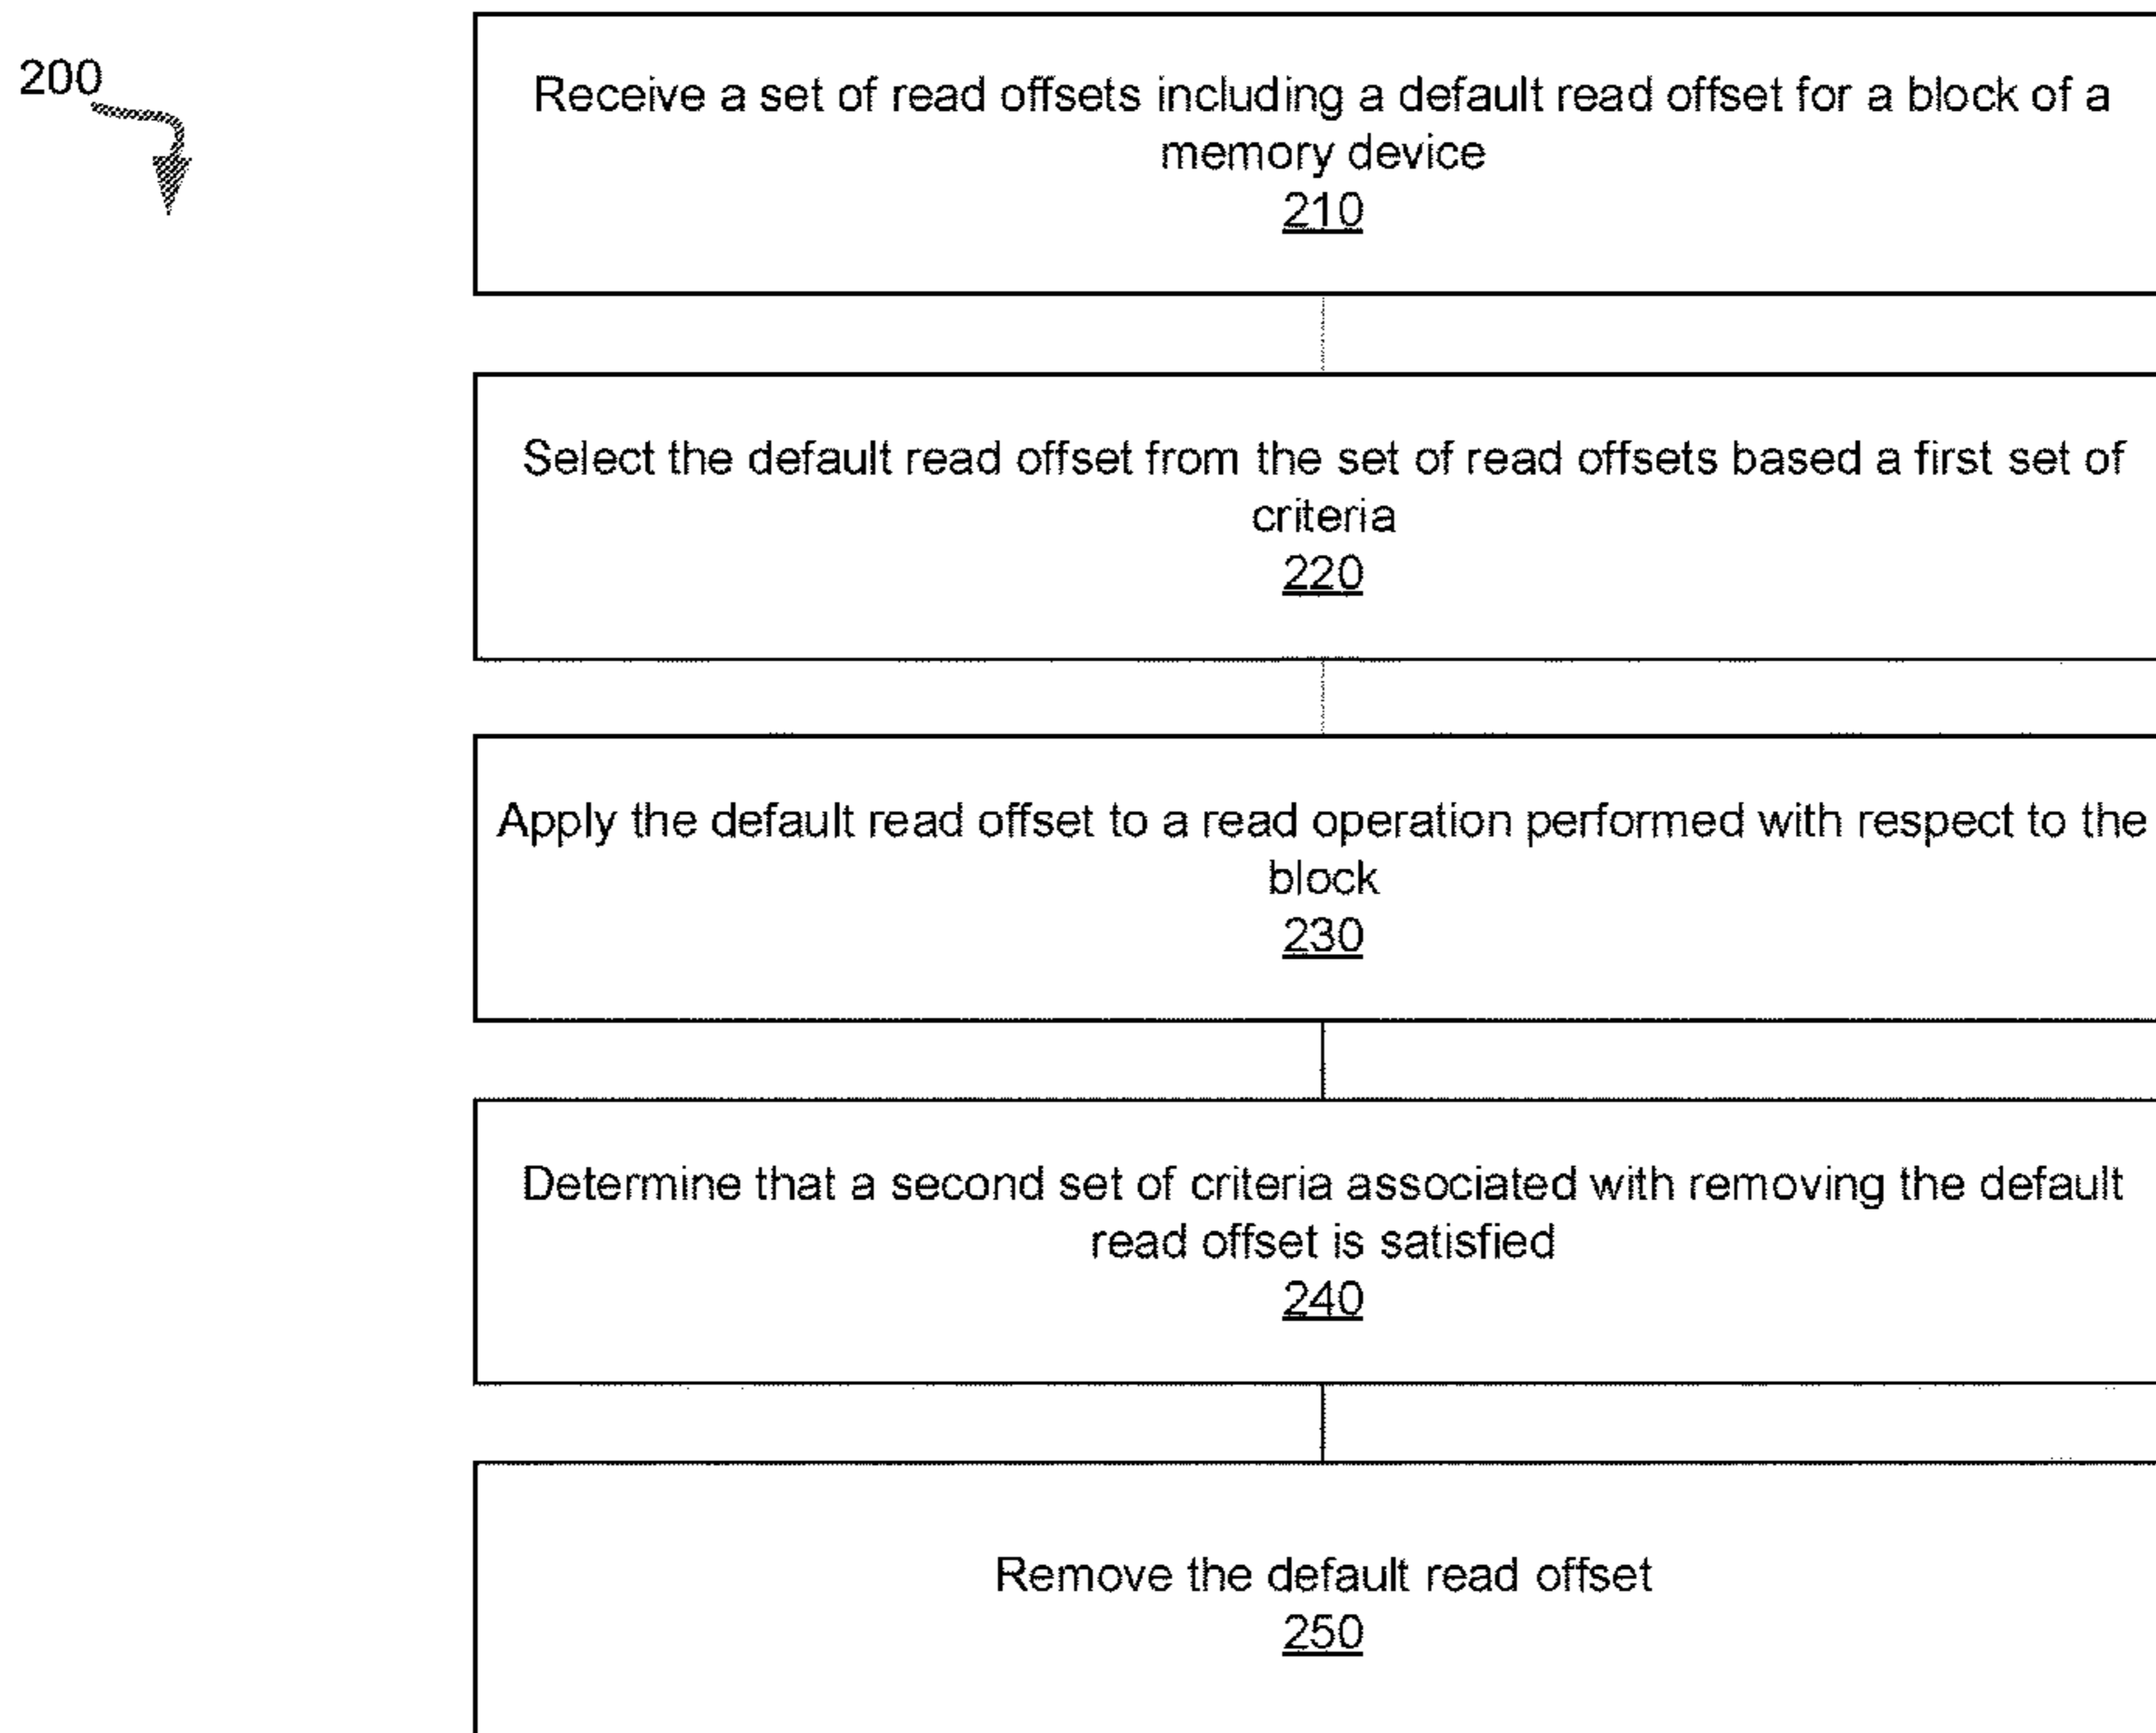 200
Receive a set of read offsets including a default read offset for a block of a
memory device
210
Select the default read offset from the set of read offsets based a first set of
criteria
220
Apply the default read offset to a read operation performed with respect to the
block
230
Determine that a second set of criteria associated with removing the default
read offset is satisfied
240
Remove the default read offset
250